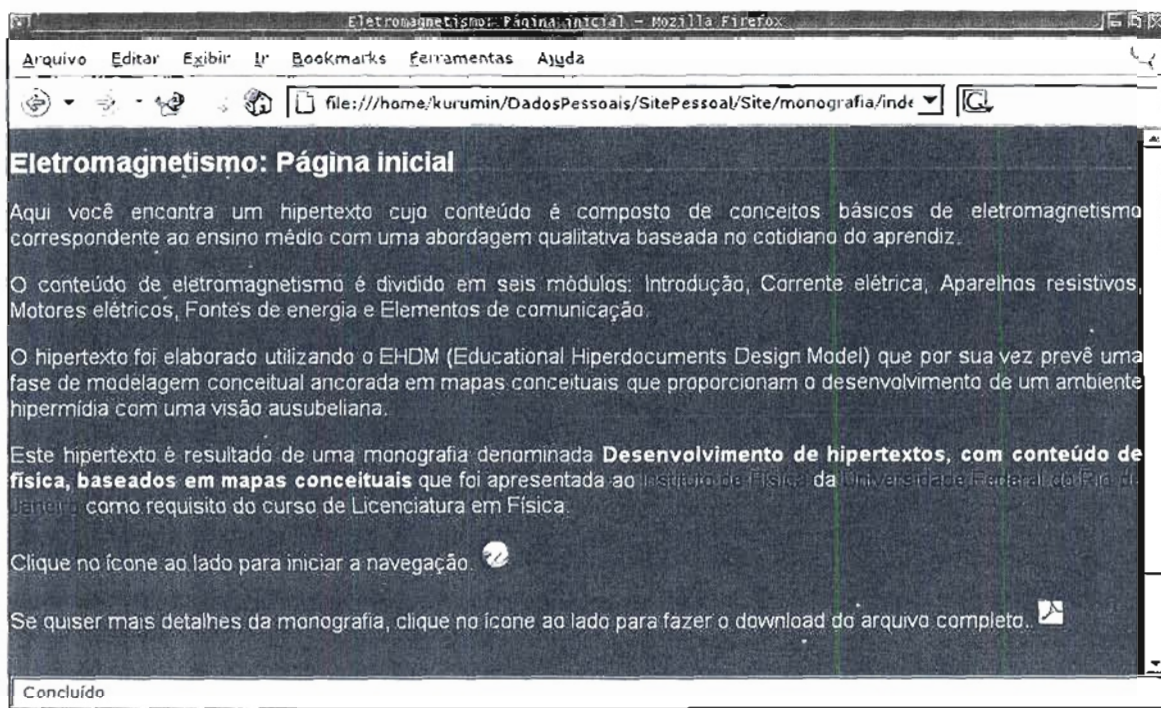 Eletromagnetismo: Página inicial - Mozilla Firefox
Arquivo Editar Exibir Ir Bookmarks Ferramentas Ajuda
file:///home/kurumin/DadosPessoais/SitePessoal/Site/monografia/inde
Eletromagnetismo: Página inicial
Aqui você encontra um hipertexto cujo conteúdo é composto de conceitos básicos de eletromagnetismo
correspondente ao ensino médio com uma abordagem qualitativa baseada no cotidiano do aprendiz.
O conteúdo de eletromagnetismo é dividido em seis módulos: Introdução, Corrente elétrica, Aparelhos resistivos,
Motores elétricos, Fontes de energia e Elementos de comunicação.
O hipertexto foi elaborado utilizando o EHDM (Educational Hiperdocuments Design Model) que por sua vez prevê uma
fase de modelagem conceitual ancorada em mapas conceituais que proporcionam o desenvolvimento de um ambiente
hipermídia com uma visão ausubeliana.
Este hipertexto é resultado de uma monografia denominada Desenvolvimento de hipertextos, com conteúdo de
física, baseados em mapas conceituais que foi apresentada ao Instituto de Física da Universidade Federal do Rio de
Janeiro como requisito do curso de Licenciatura em Física.
Clique no ícone ao lado para iniciar a navegação.
Se quiser mais detalhes da monografia, clique no ícone ao lado para fazer o download do arquivo completo..
Concluído